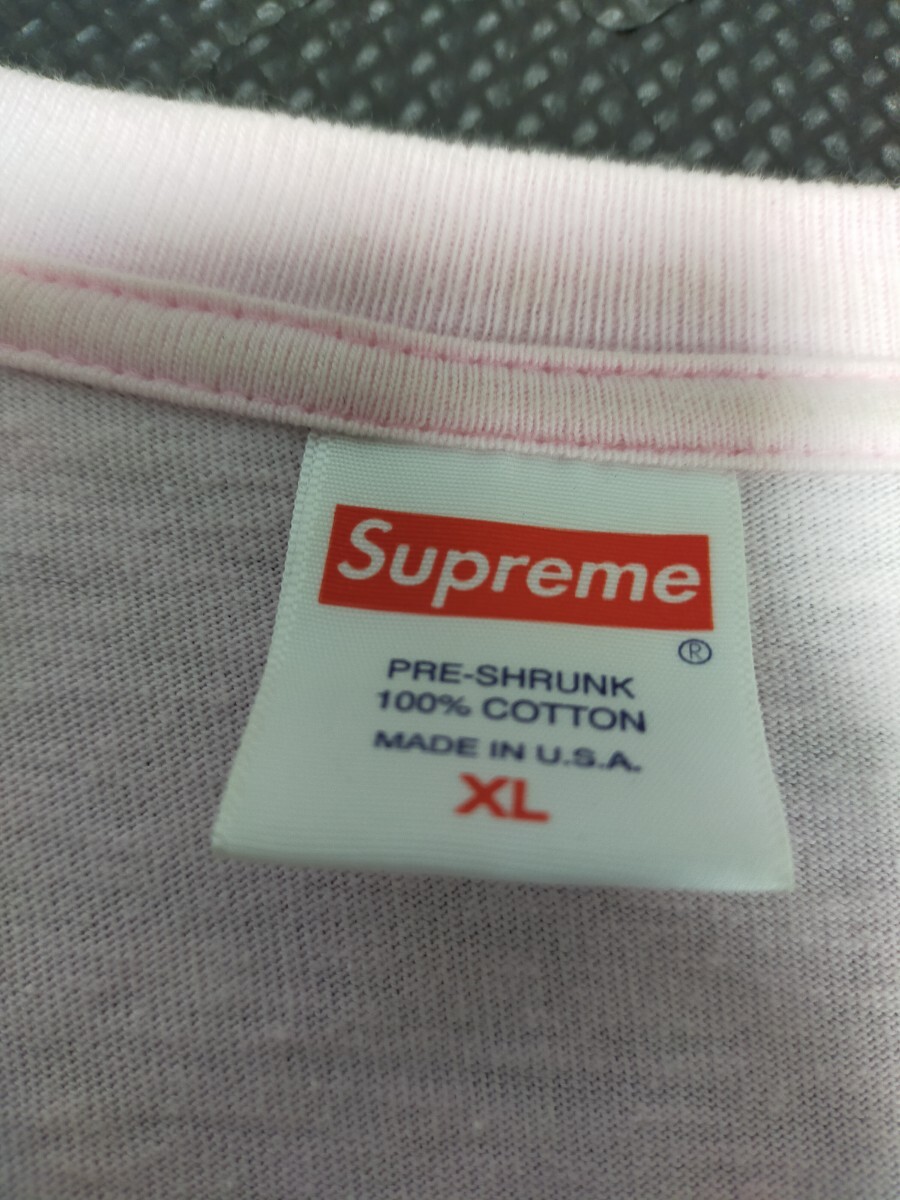 Supreme
®
PRE-SHRUNK
100% COTTON
MADE IN U.S.A.
XL